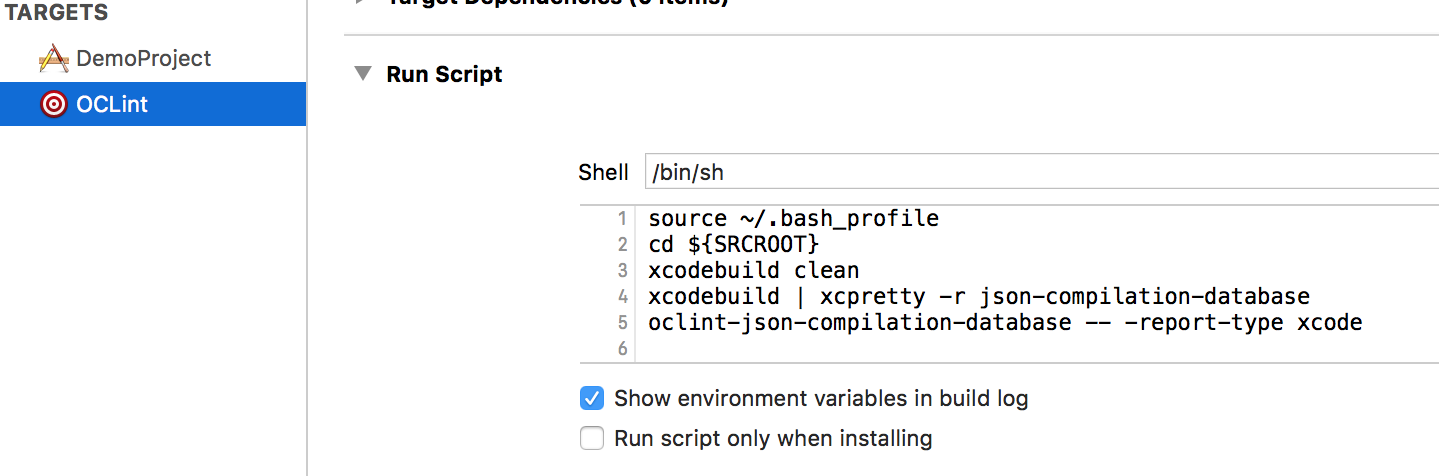 TARGETS
DemoProject
OCLint
Target Dependencies (0 items)
Run Script
Shell
/bin/sh
1 source ~/.bash_profile
2 cd ${SRCROOT}
3 xcodebuild clean
4 xcodebuild | xcpretty -r json-compilation-database
5 oclint-json-compilation-database -- -report-type xcode
6
Show environment variables in build log
Run script only when installing